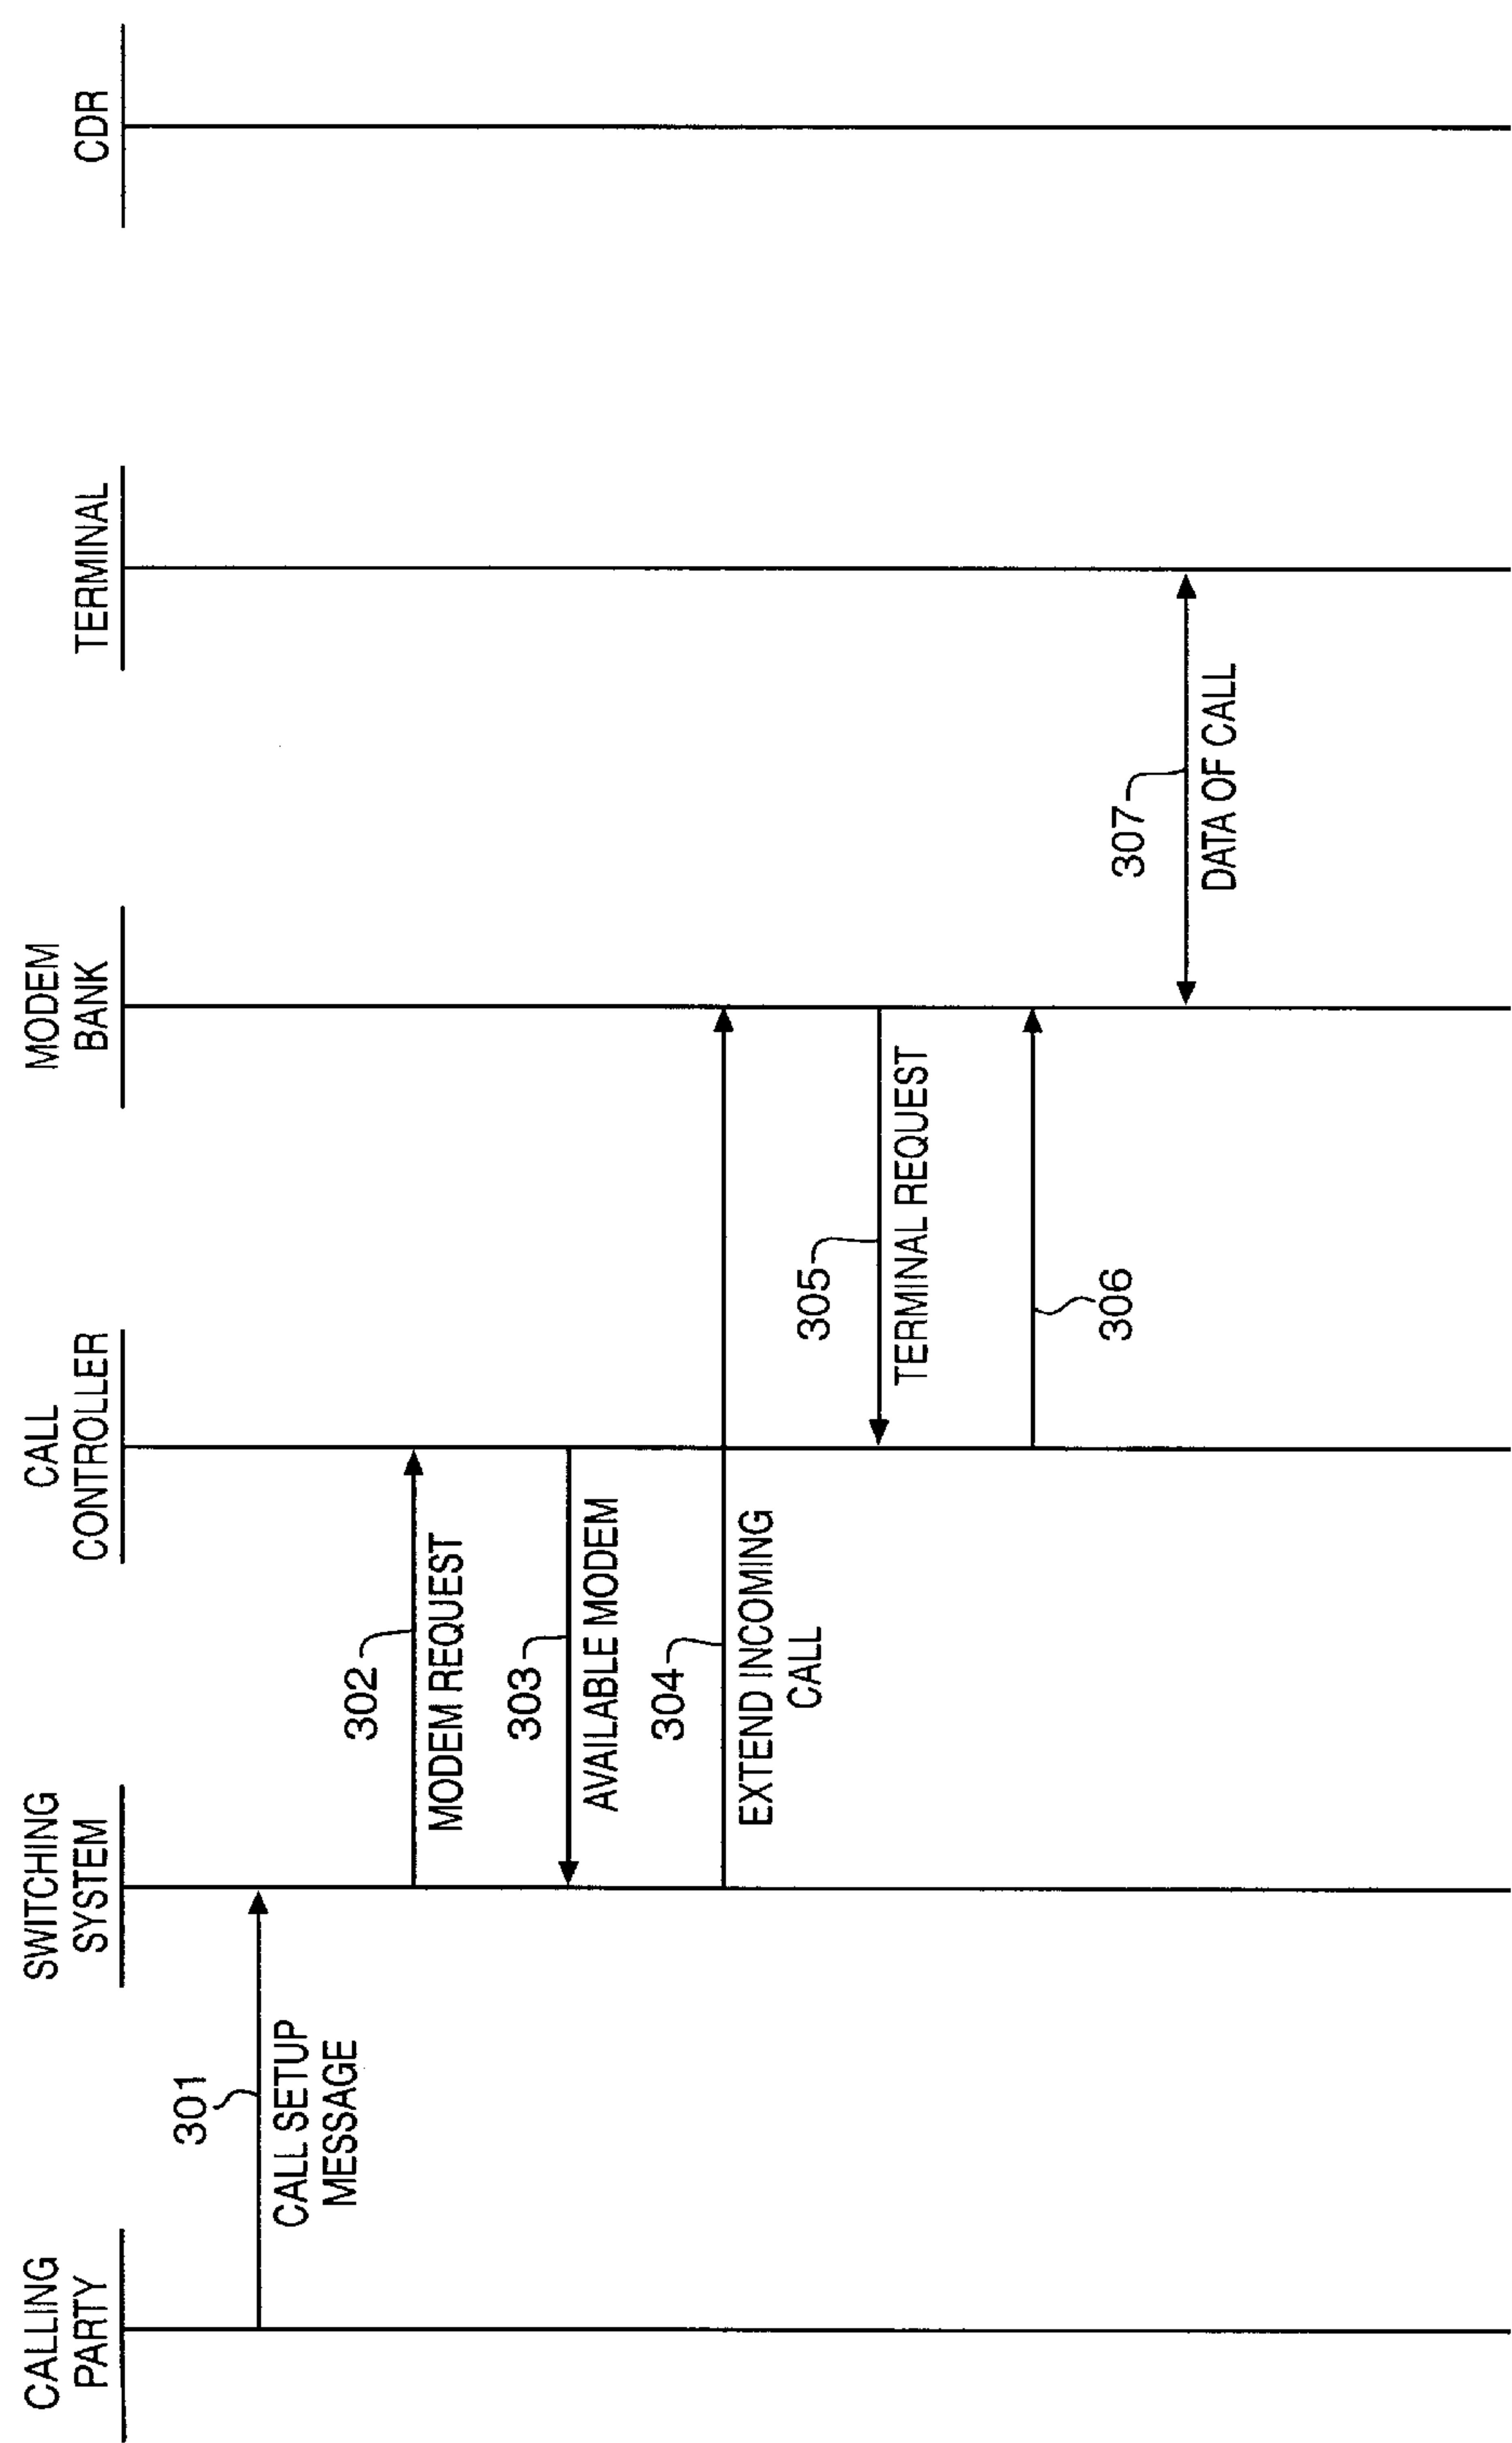 CALLING
PARTY
SWITCHING
SYSTEM
CALL
CONTROLLER
MODEM
BANK
TERMINAL
CDR
301
CALL SETUP
MESSAGE
302
MODEM REQUEST
303
AVAILABLE MODEM
304
EXTEND INCOMING
CALL
305
TERMINAL REQUEST
306
307
DATA OF CALL